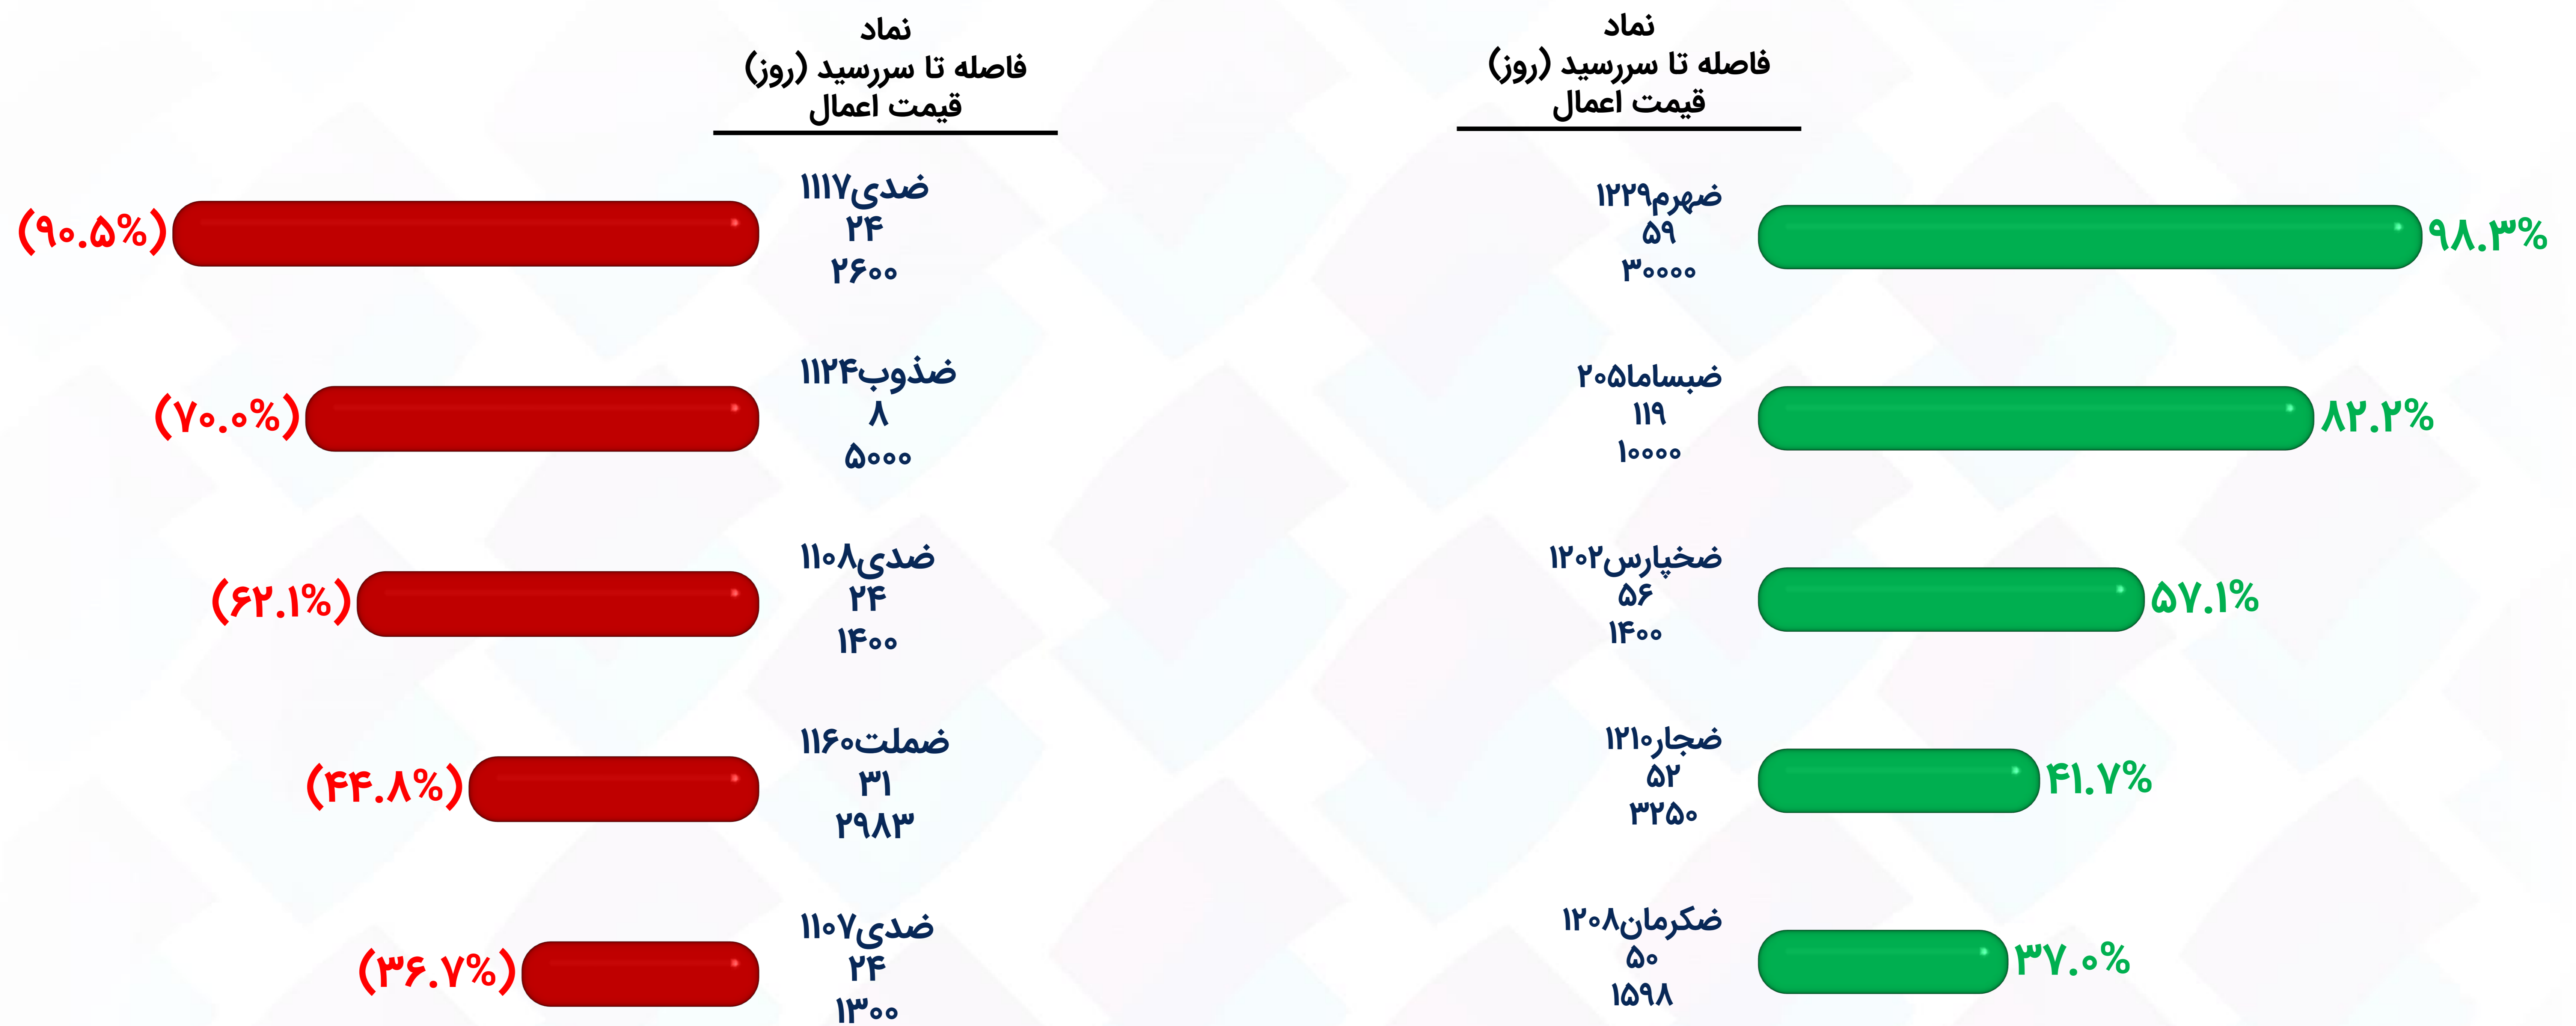 نماد
فاصله تا سررسید (روز)
قیمت اعمال
ضهرم۱۲۲۹
۵۹
۳۰۰۰۰
۹۸.۳%
ضبساما۲۰۵
۱۱۹
۱۰۰۰۰
۸۲.۲%
ضخپارس۱۲۰۲
۵۶
۱۴۰۰
۵۷.۱%
ضجار۱۲۱۰
۵۲
۳۲۵۰
۴۱.۷%
ضکرمان۱۲۰۸
۵۰
۱۵۹۸
۳۷.۰%
نماد
فاصله تا سررسید (روز)
قیمت اعمال
ضدی۱۱۱۷
۲۴
۲۶۰۰
(۹۰.۵%)
ضذوب۱۱۲۴
۸
۵۰۰۰
(۷۰.۰%)
ضدی۱۱۰۸
۲۴
۱۴۰۰
(۶۲.۱%)
ضملت۱۱۶۰
۳۱
۲۹۸۳
(۴۴.۸%)
ضدی۱۱۰۷
۲۴
۱۳۰۰
(۳۶.۷%)